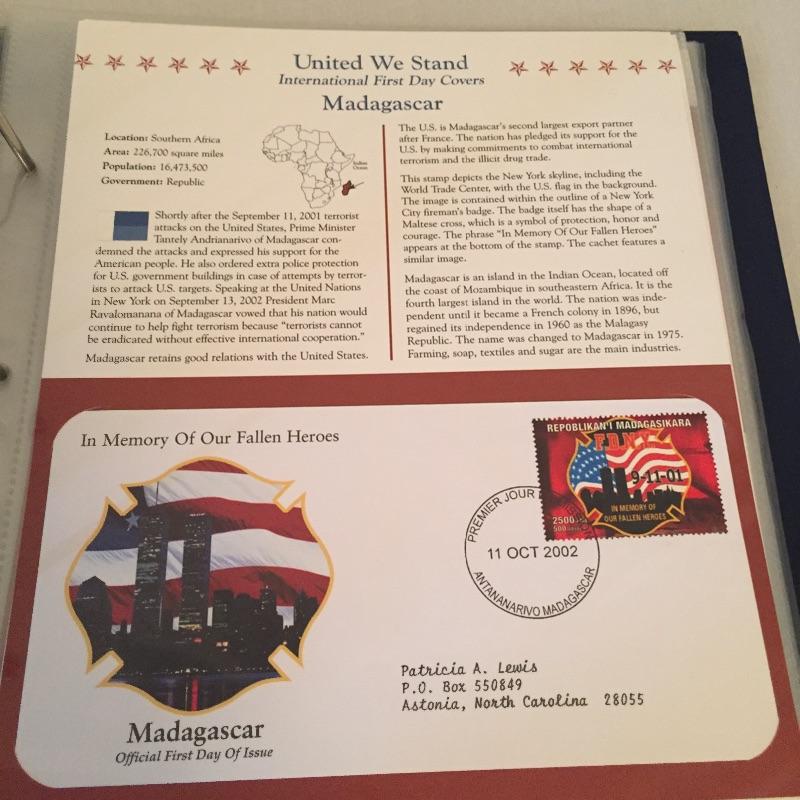 United We Stand
International First Day Covers
Madagascar
Location: Southern Africa
Area: 226,700 square miles
Population: 16,473,500
Government: Republic
Indian
Ocean
Shortly after the September 11, 2001 terrorist
attacks on the United States, Prime Minister
Tantely Andrianarivo of Madagascar con-
demned the attacks and expressed his support for the
American people. He also ordered extra police protection
for U.S. government buildings in case of attempts by terror-
ists to attack U.S. targets. Speaking at the United Nations
in New York on September 13, 2002 President Marc
Ravalomanana of Madagascar vowed that his nation would
continue to help fight terrorism because "terrorists cannot
be eradicated without effective international cooperation."
Madagascar retains good relations with the United States.
The U.S. is Madagascar's second largest export partner
after France. The nation has pledged its support for the
U.S. by making commitments to combat international
terrorism and the illicit drug trade.
This stamp depicts the New York skyline, including the
World Trade Center, with the U.S. flag in the background.
The image is contained within the outline of a New York
City fireman's badge. The badge itself has the shape of a
Maltese cross, which is a symbol of protection, honor and
courage. The phrase "In Memory Of Our Fallen Heroes"
appears at the bottom of the stamp. The cachet features a
similar image.
Madagascar is an island in the Indian Ocean, located off
the coast of Mozambique in southeastern Africa. It is the
fourth largest island in the world. The nation was inde-
pendent until it became a French colony in 1896, but
regained its independence in 1960 as the Malagasy
Republic. The name was changed to Madagascar in 1975.
Farming, soap, textiles and sugar are the main industries.
In Memory Of Our Fallen Heroes
REPOBLIKAN'I MADAGASIKARA
F.D.N.Y.
9-11-01
IN MEMORY OF
OUR FALLEN HEROES
2500
500
PREMIER JOUR
11 OCT 2002
ANTANANARIVO MADAGASCAR
Patricia A. Lewis
P.O. Box 550849
Astonia, North Carolina 28055
Madagascar
Official First Day Of Issue